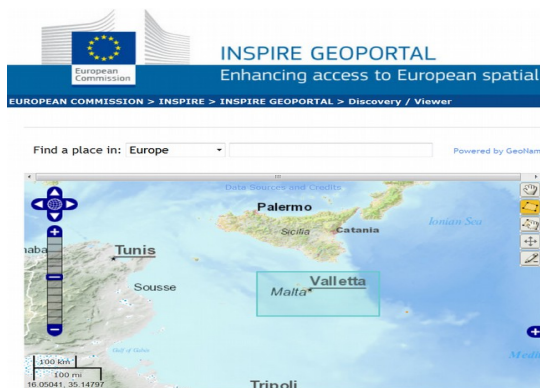 European
Commission
INSPIRE GEOPORTAL
Enhancing access to European spatial
EUROPEAN COMMISSION > INSPIRE > INSPIRE GEOPORTAL > Discovery / Viewer
Find a place in: Europe
Powered by GeoNam
Data Sources and Credits
Palermo
Ionian Sea
Sicilia
Catania
naba
Tunis
Valletta
Sousse
Malta
Gulf of Gabes
Medi
100 km
100 mi
Tripoli
16.05041, 35.14797